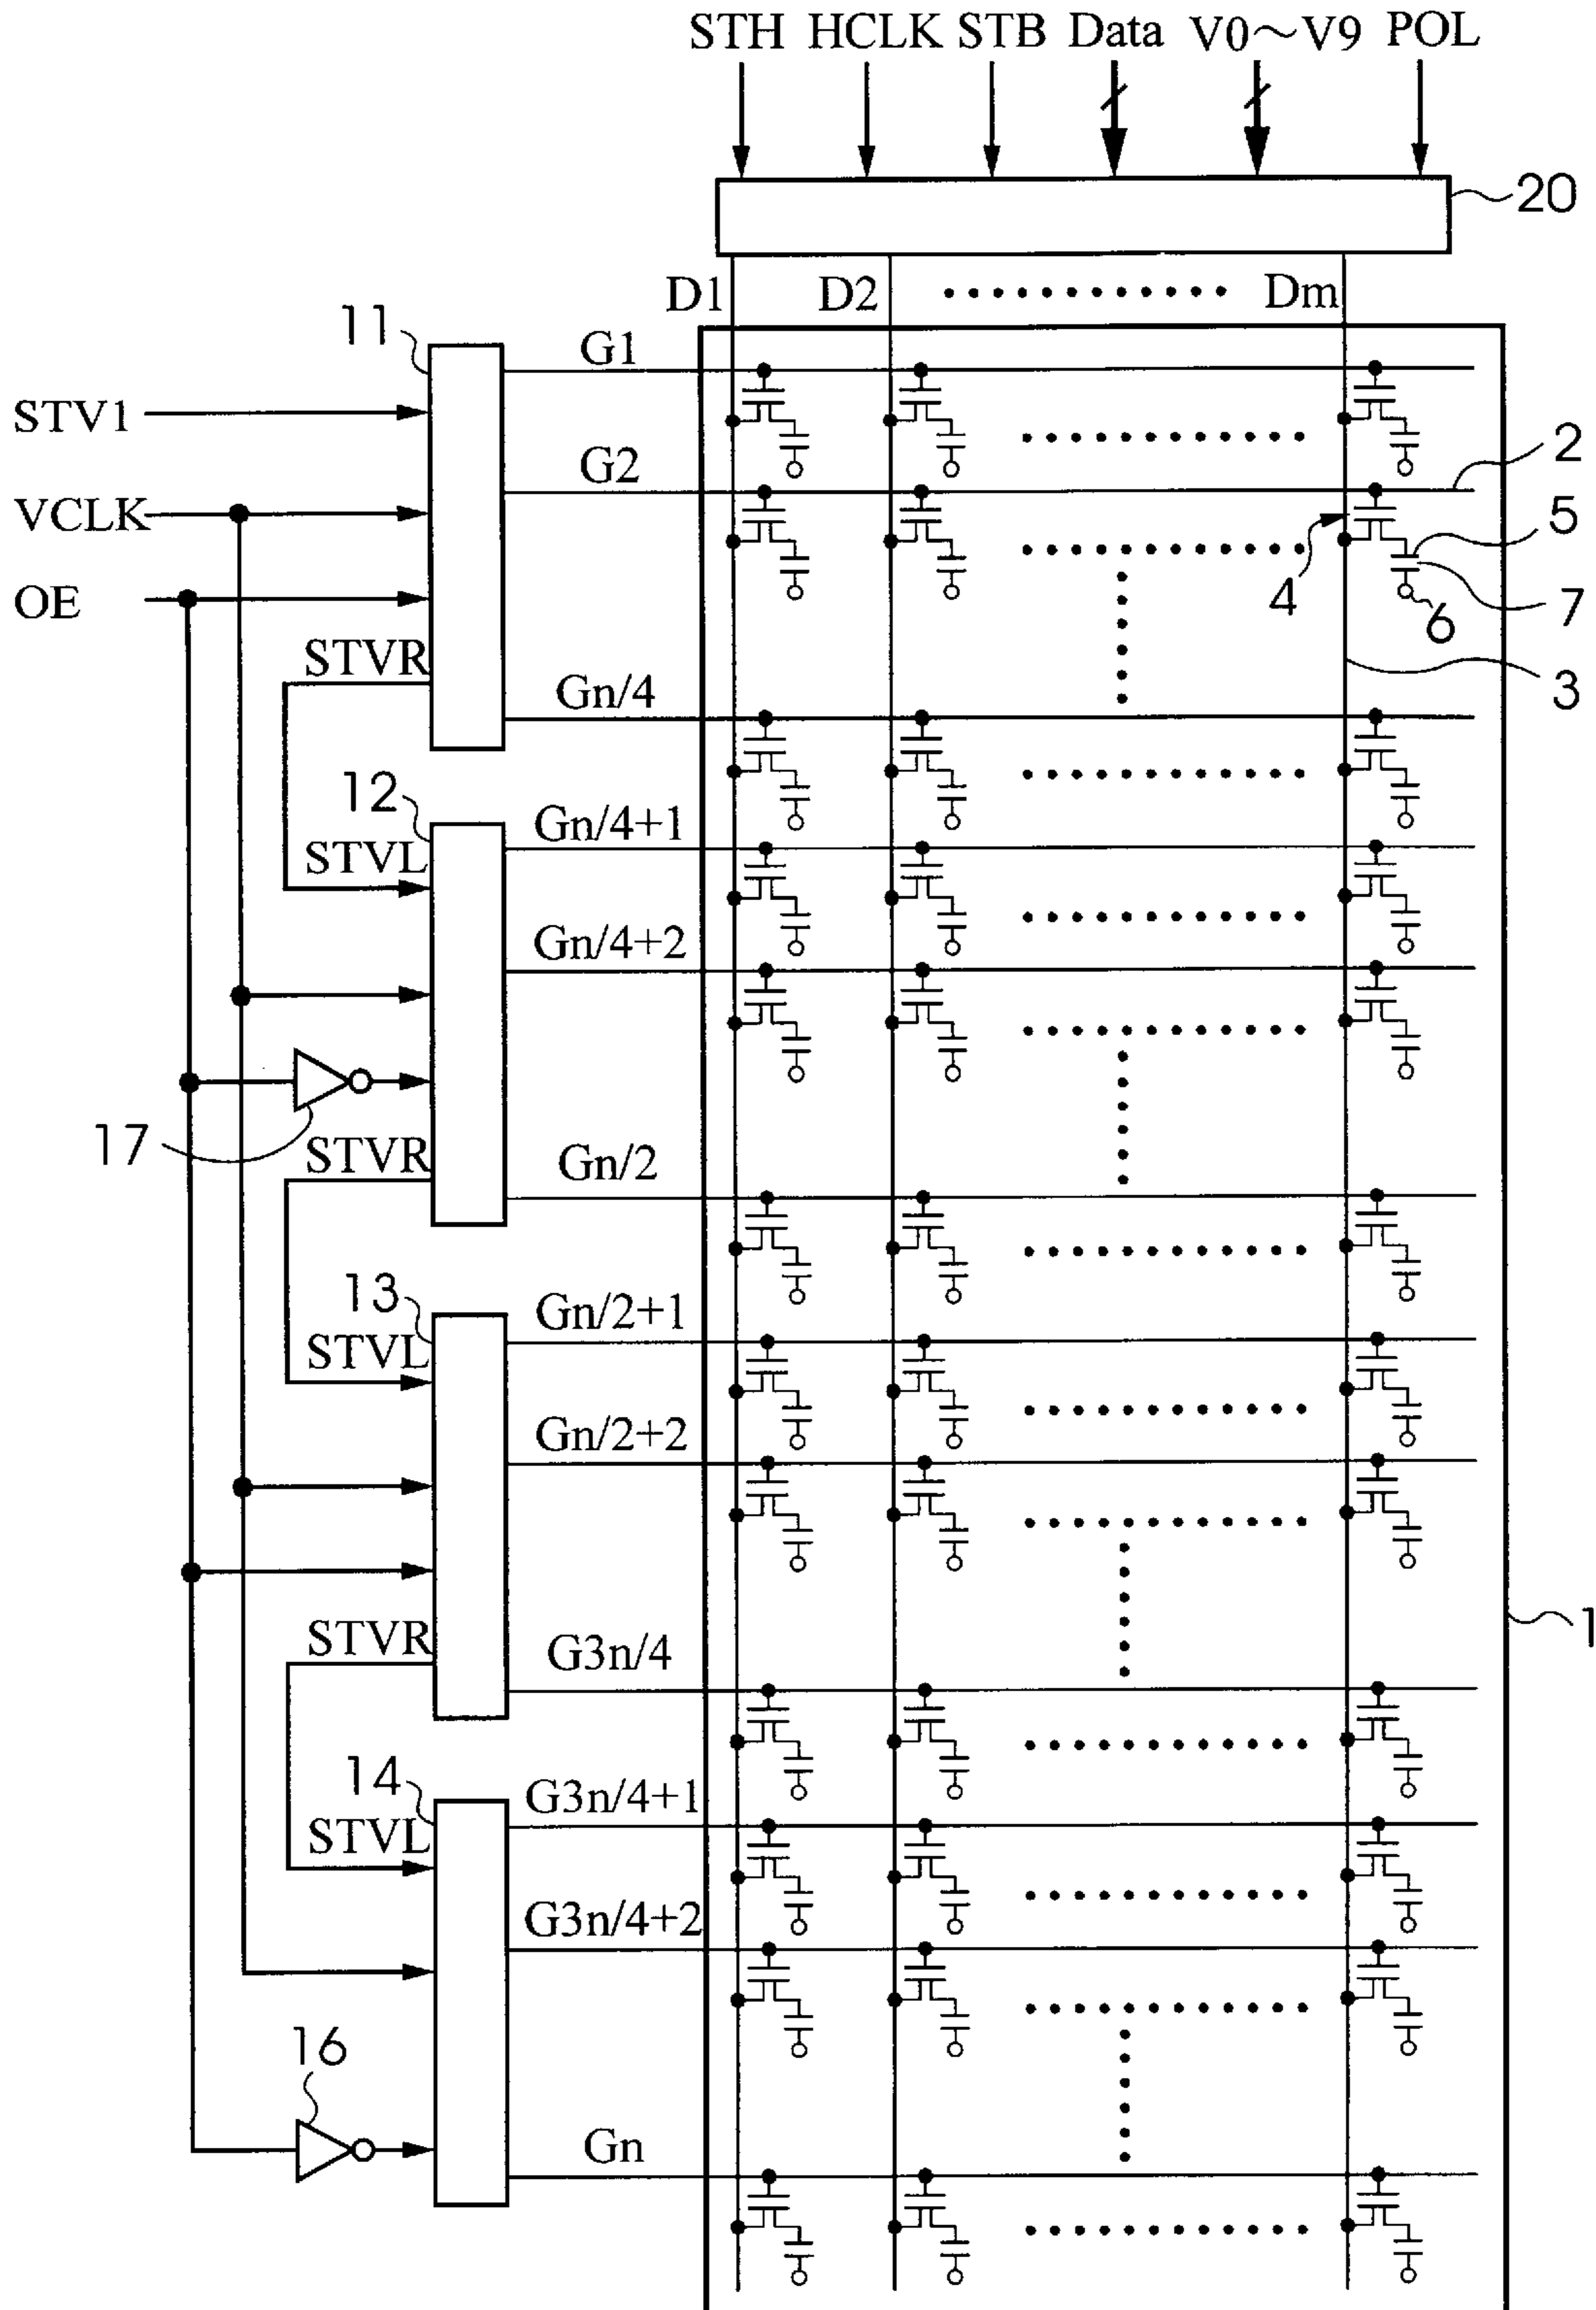 STH HCLK STB Data V0～V9 POL
20
D1 D2 Dm
11
G1
STV1
G2
2
VCLK
5
4
OE
7
6
STVR
3
Gn/4
12
Gn/4+1
STVL
Gn/4+2
17
STVR
Gn/2
13
Gn/2+1
STVL
Gn/2+2
1
STVR
G3n/4
14
G3n/4+1
STVL
G3n/4+2
16
Gn